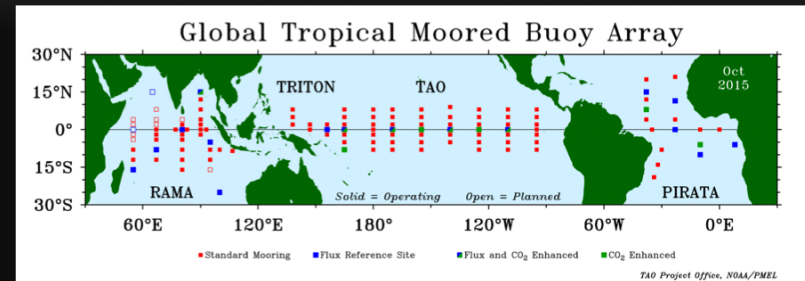 Global Tropical Moored Buoy Array
30°N
15°N
0°
15°S
30°S
TRITON
TAO
Oct
2015
RAMA
Solid = Operating Open = Planned
PIRATA
60°E 120°E 180° 120°W 60°W 0°E
Standard Mooring Flux Reference Site Flux and CO₂ Enhanced CO₂ Enhanced
TAO Project Office, NOAA/PMEL